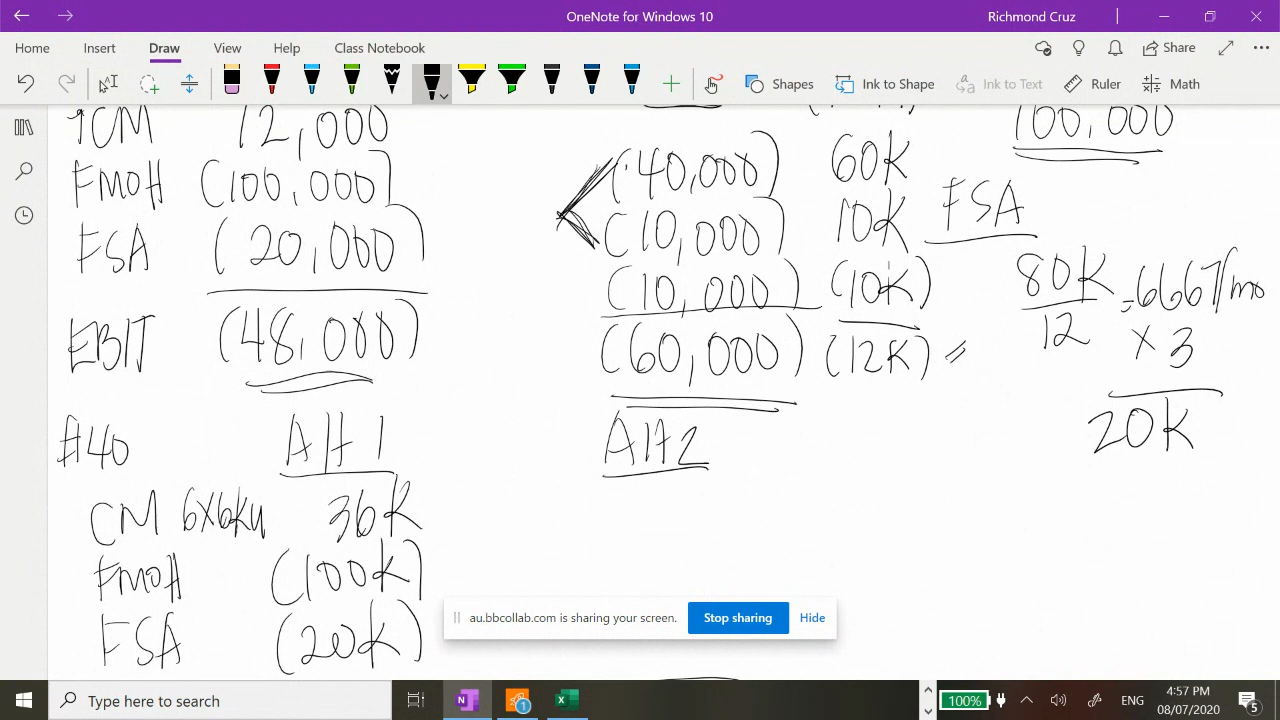 OneNote for Windows 10
Richmond Cruz
Home Insert Draw View Help Class Notebook
Share
Shapes
Ink to Shape
Ink to Text
Ruler
Math
TCM 12,000
FMOH (100,000)
FSA (20,000)
EBIT (48,000)
#40 Alt 1
CM 6x6Ku 36K
FMOH (100K)
FSA (20K)
(40,000) 60K
(10,000) 10K
(10,000) (10K)
(60,000) (12K) =
Alt 2
100,000
FSA
80K = 6667/mo
12 x 3
20K
au.bbcollab.com is sharing your screen.
Stop sharing
Hide
Type here to search
1
100%
ENG
4:57 PM
08/07/2020
5